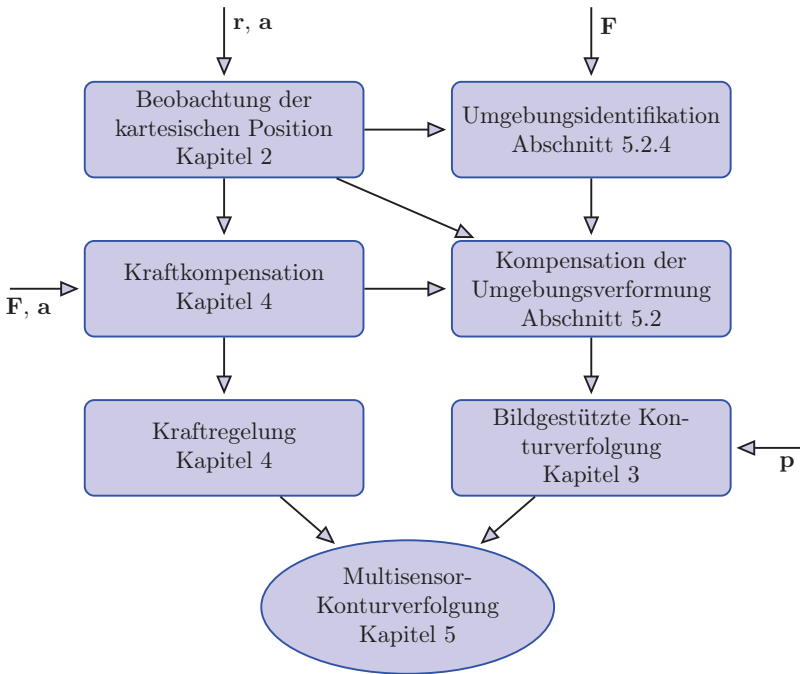 r, a
F
Beobachtung der
kartesischen Position
Kapitel 2
Umgebungsidentifikation
Abschnitt 5.2.4
F, a
Kraftkompensation
Kapitel 4
Kompensation der
Umgebungsverformung
Abschnitt 5.2
Kraftregelung
Kapitel 4
Bildgestützte Kon-
turverfolgung
Kapitel 3
p
Multisensor-
Konturverfolgung
Kapitel 5